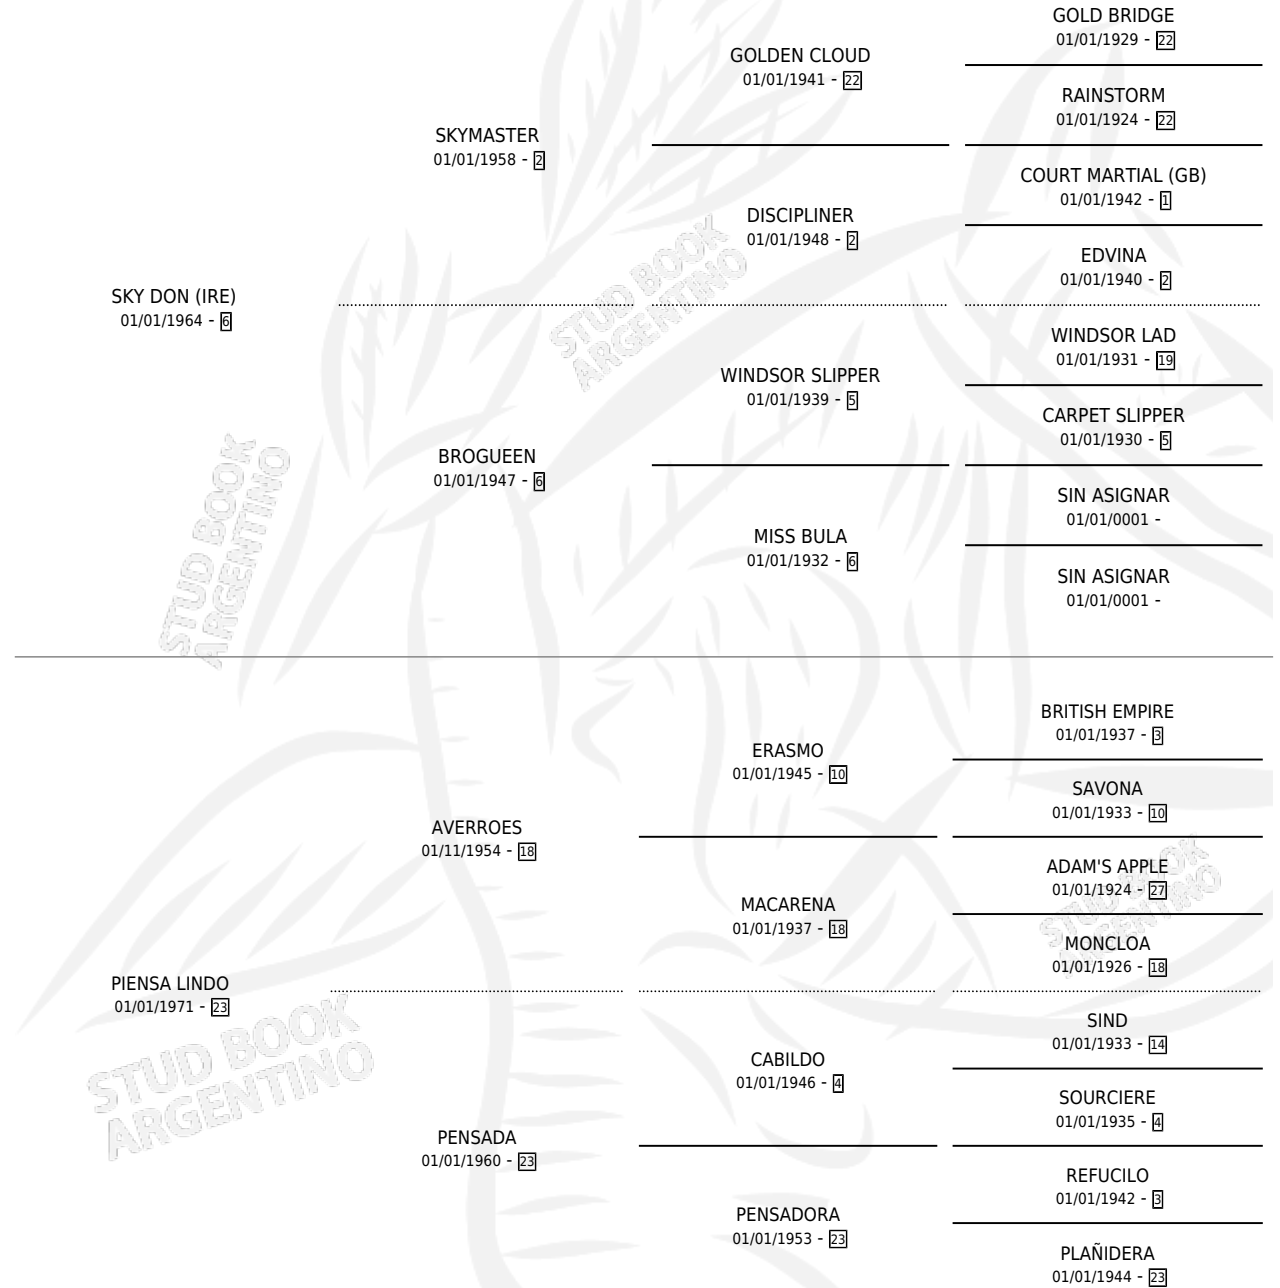 GOLD BRIDGE
01/01/1929 - 22
GOLDEN CLOUD
01/01/1941 - 22
RAINSTORM
01/01/1924 - 22
SKYMASTER
01/01/1958 - 2
COURT MARTIAL (GB)
01/01/1942 - 1
DISCIPLINER
01/01/1948 - 2
EDVINA
01/01/1940 - 2
SKY DON (IRE)
01/01/1964 - 6
WINDSOR LAD
01/01/1931 - 19
WINDSOR SLIPPER
01/01/1939 - 5
CARPET SLIPPER
01/01/1930 - 5
BROGUEEN
01/01/1947 - 6
SIN ASIGNAR
01/01/0001 -
MISS BULA
01/01/1932 - 6
SIN ASIGNAR
01/01/0001 -
BRITISH EMPIRE
01/01/1937 - 3
ERASMO
01/01/1945 - 10
SAVONA
01/01/1933 - 10
AVERROES
01/11/1954 - 18
ADAM'S APPLE
01/01/1924 - 27
MACARENA
01/01/1937 - 18
MONCLOA
01/01/1926 - 18
PIENSA LINDO
01/01/1971 - 23
SIND
01/01/1933 - 14
CABILDO
01/01/1946 - 4
SOURCIERE
01/01/1935 - 4
PENSADA
01/01/1960 - 23
REFUCILO
01/01/1942 - 3
PENSADORA
01/01/1953 - 23
PLAÑIDERA
01/01/1944 - 23
STUD BOOK
ARGENTINO
STUD BOOK
ARGENTINO
STUD BOOK
ARGENTINO
STUD BOOK
ARGENTINO